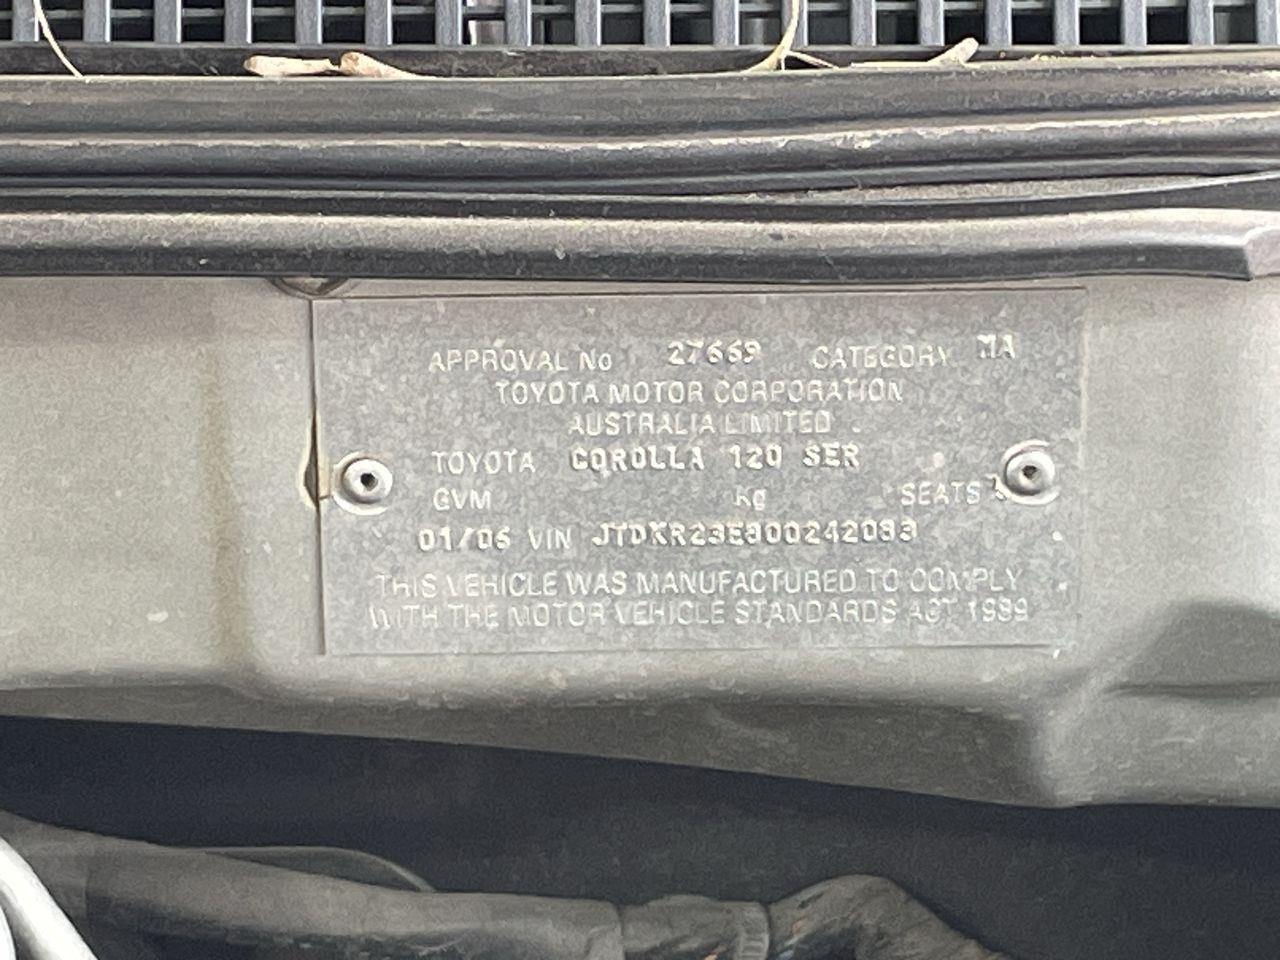 APPROVAL No 27669 CATEGORY MA
TOYOTA MOTOR CORPORATION
AUSTRALIA LIMITED .
TOYOTA COROLLA 120 SER
GVM Kg SEATS
01/06 VIN JTDKR23E800242083
THIS VEHICLE WAS MANUFACTURED TO COMPLY
WITH THE MOTOR VEHICLE STANDARDS ACT 1989